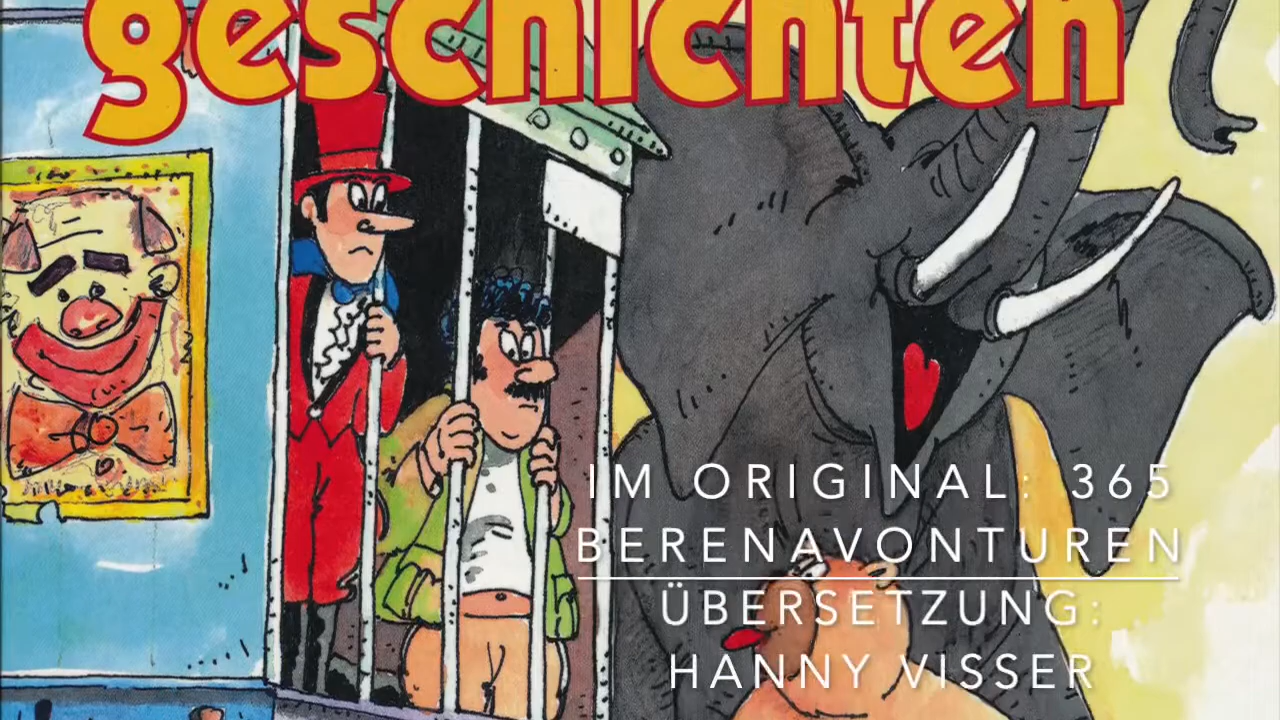 geschichten
IM ORIGINAL: 365
BERENAVONTUREN
ÜBERSETZUNG:
HANNY VISSER